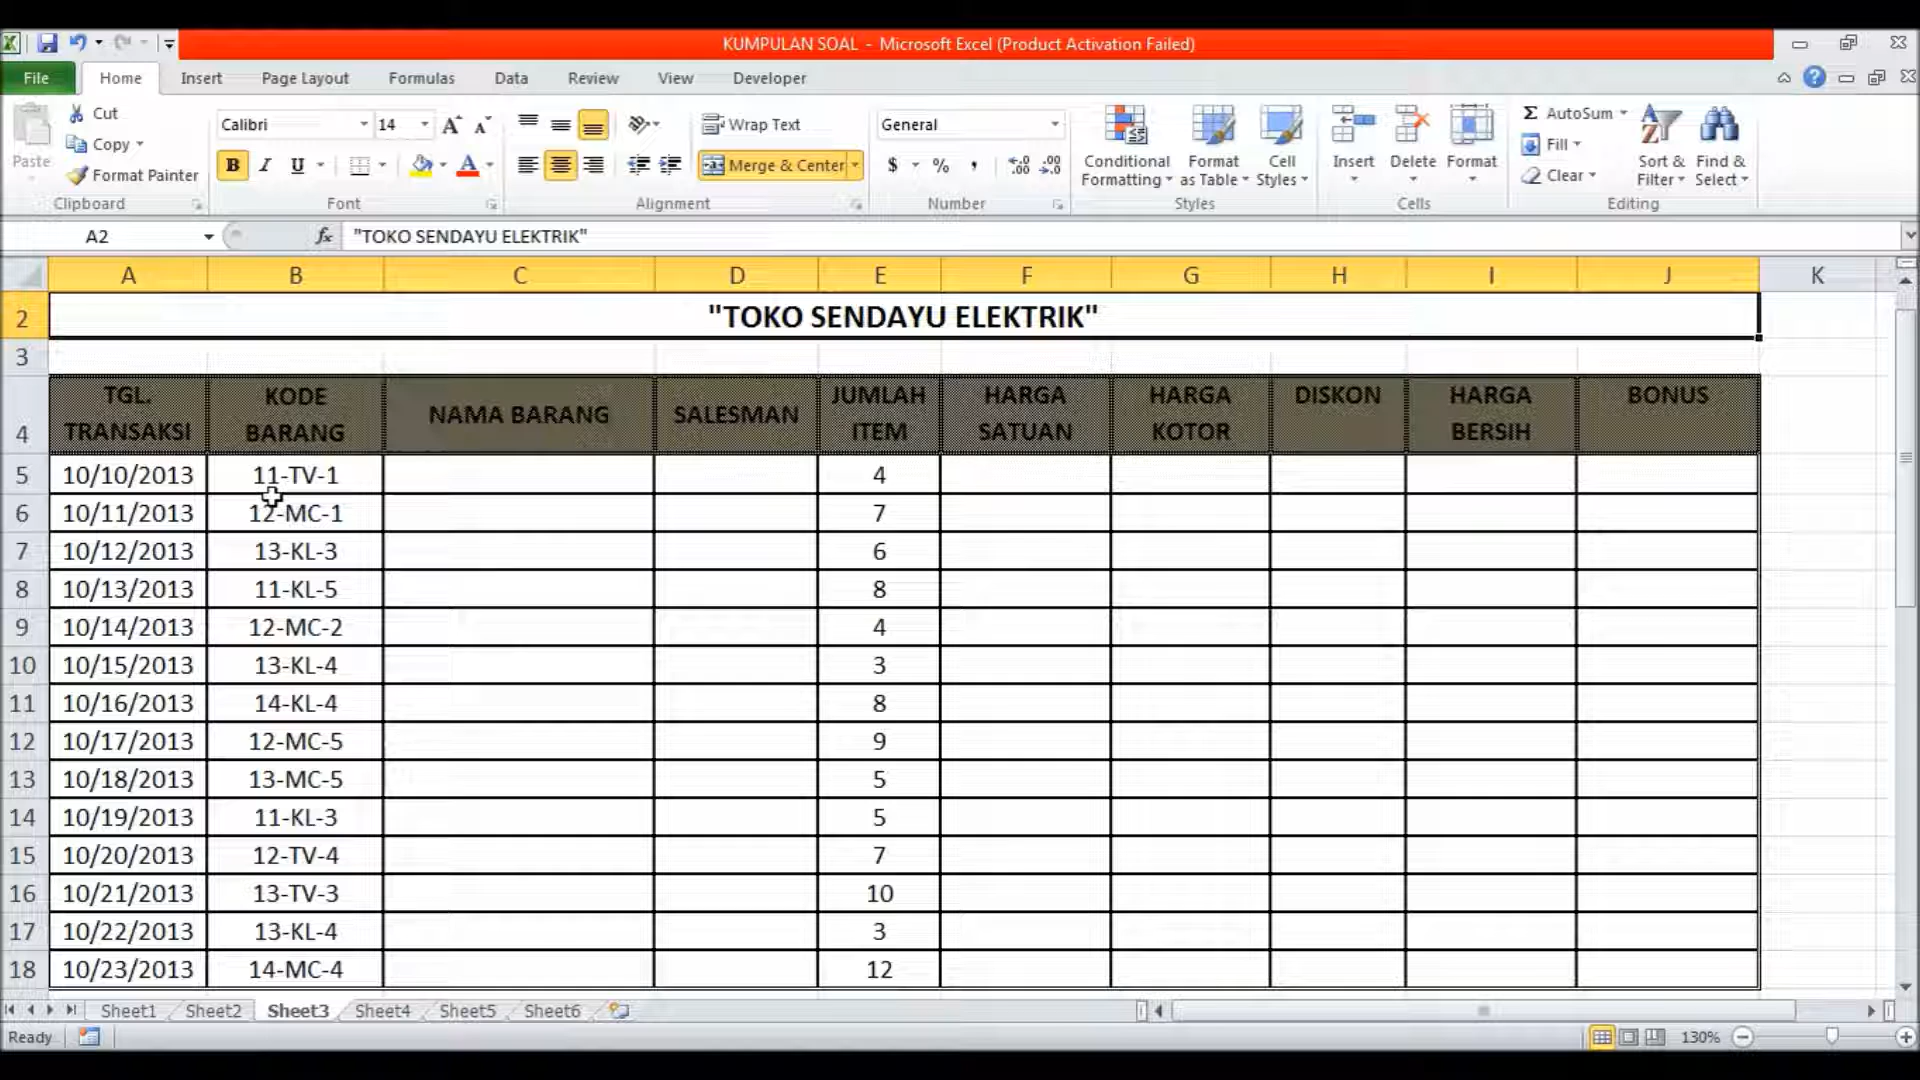 KUMPULAN SOAL - Microsoft Excel (Product Activation Failed)
File Home Insert Page Layout Formulas Data Review View Developer
Paste
Cut
Copy
Format Painter
Clipboard
Calibri 14
B I U
Font
Wrap Text
Merge & Center
Alignment
General
$ % ,
Number
Conditional Formatting
Format as Table
Cell Styles
Styles
Insert Delete Format
Cells
Σ AutoSum
Fill
Clear
Sort & Filter
Find & Select
Editing
A2 fx "TOKO SENDAYU ELEKTRIK"
A B C D E F G H I J K
2 "TOKO SENDAYU ELEKTRIK"
3
4 TGL. TRANSAKSI KODE BARANG NAMA BARANG SALESMAN JUMLAH ITEM HARGA SATUAN HARGA KOTOR DISKON HARGA BERSIH BONUS
5 10/10/2013 11-TV-1 4
6 10/11/2013 12-MC-1 7
7 10/12/2013 13-KL-3 6
8 10/13/2013 11-KL-5 8
9 10/14/2013 12-MC-2 4
10 10/15/2013 13-KL-4 3
11 10/16/2013 14-KL-4 8
12 10/17/2013 12-MC-5 9
13 10/18/2013 13-MC-5 5
14 10/19/2013 11-KL-3 5
15 10/20/2013 12-TV-4 7
16 10/21/2013 13-TV-3 10
17 10/22/2013 13-KL-4 3
18 10/23/2013 14-MC-4 12
Sheet1 Sheet2 Sheet3 Sheet4 Sheet5 Sheet6
Ready 130%